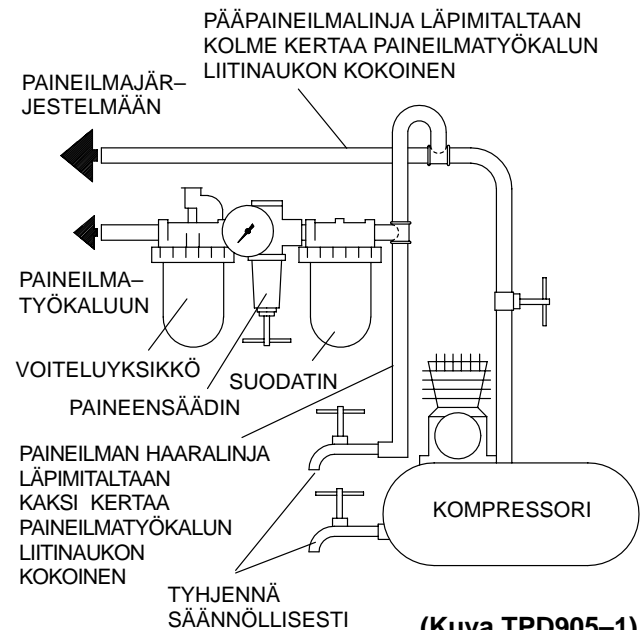 PÄÄPAINEILMALINJA LÄPIMITALTAAN
KOLME KERTAA PAINEILMATYÖKALUN
LIITINAUKON KOKOINEN
PAINEILMAJÄR–
JESTELMÄÄN
PAINEILMA–
TYÖKALUUN
VOITELUYKSIKKÖ
SUODATIN
PAINEENSÄÄDIN
PAINEILMAN HAARALINJA
LÄPIMITALTAAN
KAKSI KERTAA
PAINEILMATYÖKALUN
LIITINAUKON
KOKOINEN
KOMPRESSORI
TYHJENNÄ
SÄÄNNÖLLISESTI
(Kuva TPD905–1)